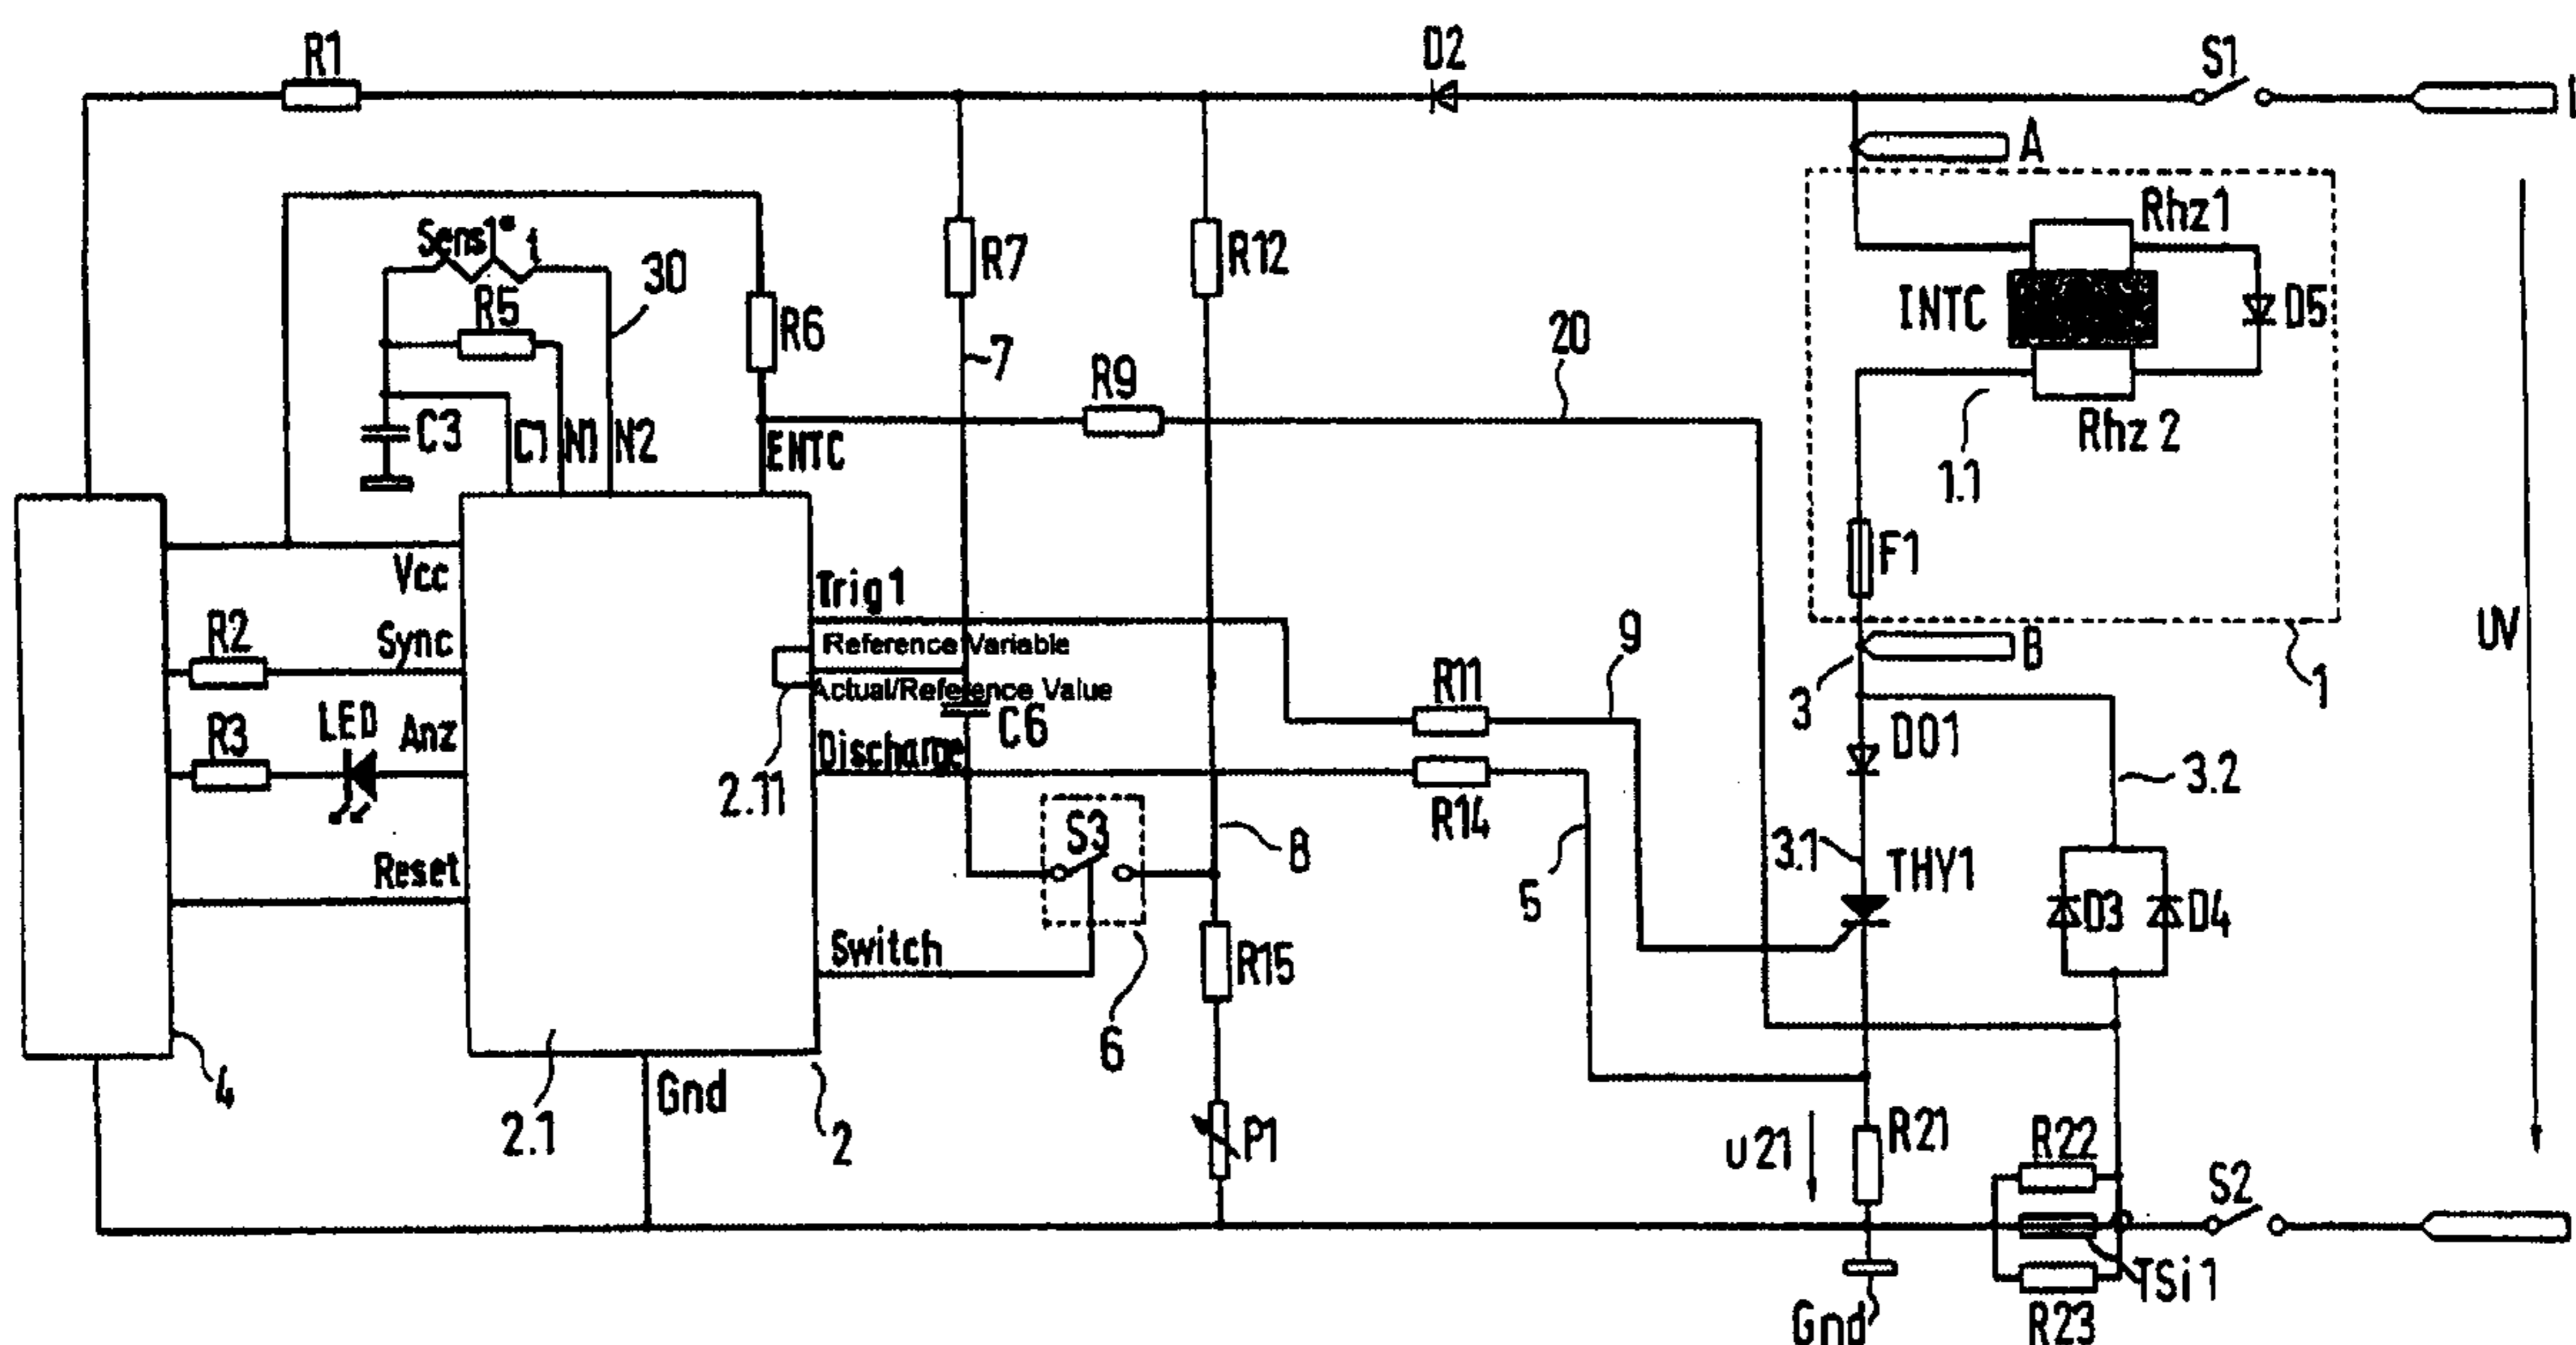 R1
D2
S1
A
Rhz1
Sens1*
R5
30
R6
R7
R12
7
20
INTC
D5
R9
C3
C1
N1
N2
ENTC
1.1
Rhz 2
F1
Vcc
Trig1
Reference Variable
Actual/Reference Value
Sync
R2
R3
LED
Anz
2.11
Discharge
C6
R11
9
3
B
1
UV
D01
3.2
R14
S3
8
5
3.1
THY1
D3
D4
Reset
Switch
6
R15
4
2.1
Gnd
2
P1
u21
R21
R22
S2
TSi1
R23
Gnd